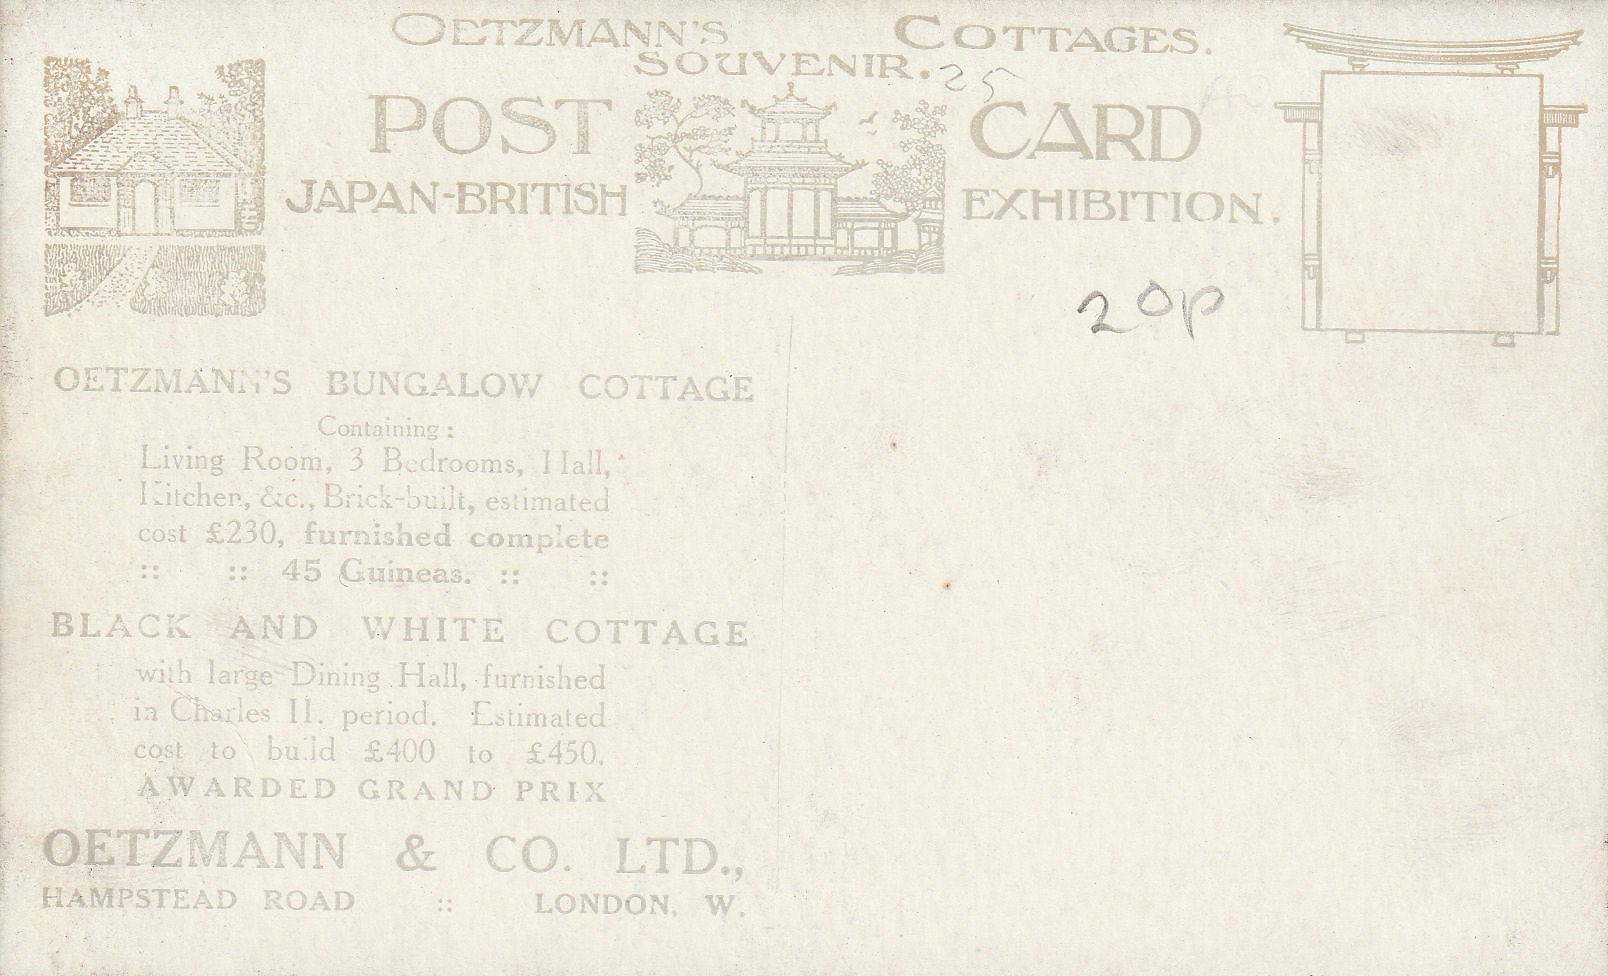 OETZMANN'S COTTAGES.
SOUVENIR.
25
POST CARD
JAPAN-BRITISH EXHIBITION.
20p
OETZMANN'S BUNGALOW COTTAGE
Containing:
Living Room, 3 Bedrooms, Hall,
Kitchen, &c., Brick-built, estimated
cost £230, furnished complete
:: :: 45 Guineas. :: ::
BLACK AND WHITE COTTAGE
with large Dining Hall, furnished
in Charles II. period. Estimated
cost to build £400 to £450.
AWARDED GRAND PRIX
OETZMANN & CO. LTD.,
HAMPSTEAD ROAD :: LONDON, W.